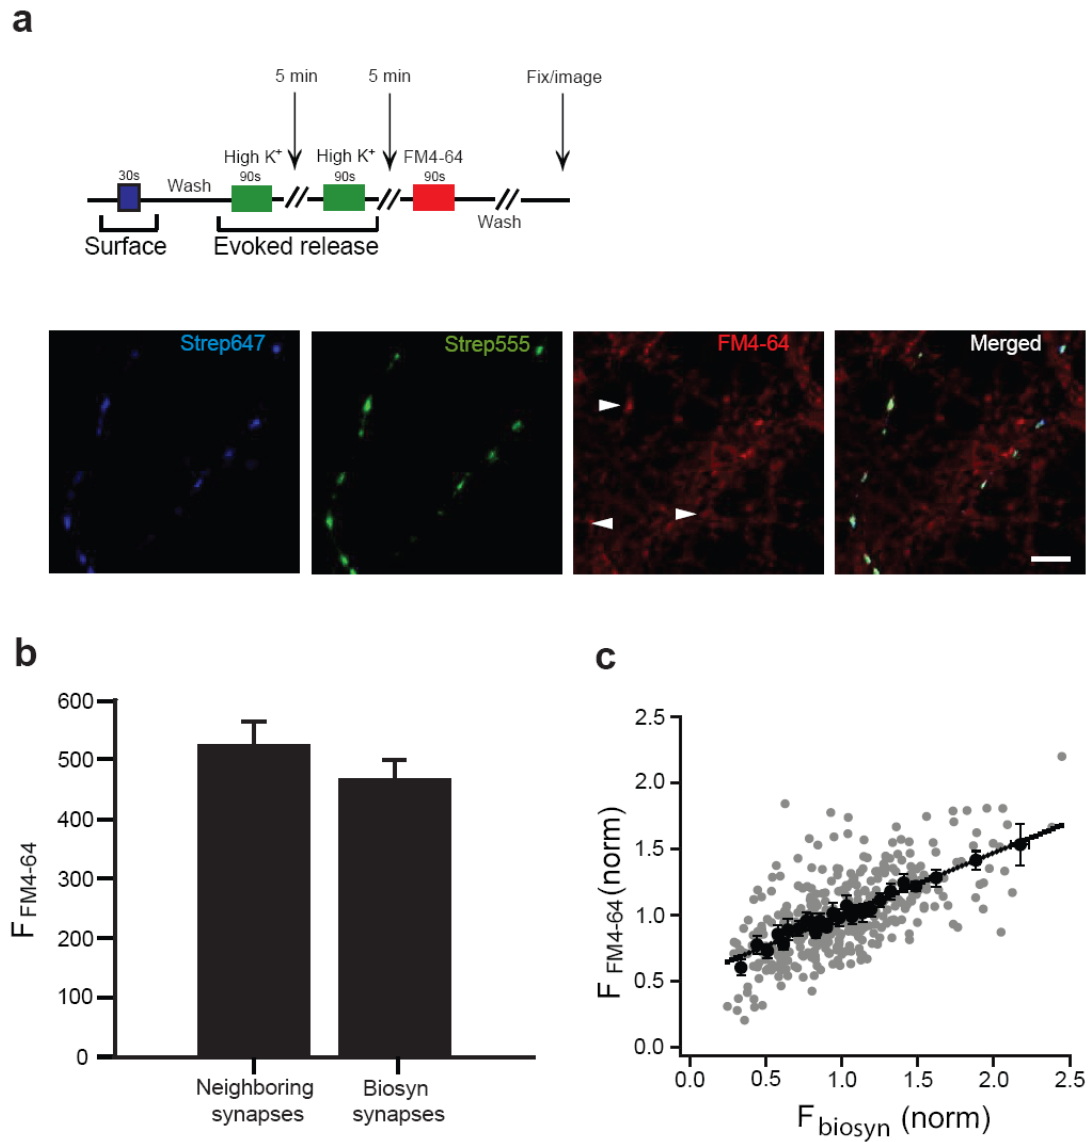 a
5 min
5 min
Fix/image
High K+
High K+
FM4-64
30s
Wash
90s
90s
90s
Wash
Surface
Evoked release
Strep647
Strep555
FM4-64
Merged
b
600
500
400
300
200
100
0
F FM4-64
Neighboring
synapses
Biosyn
synapses
c
2.5
2.0
1.5
1.0
0.5
0.0
F FM4-64 (norm)
0.0
0.5
1.0
1.5
2.0
2.5
Fbiosyn (norm)